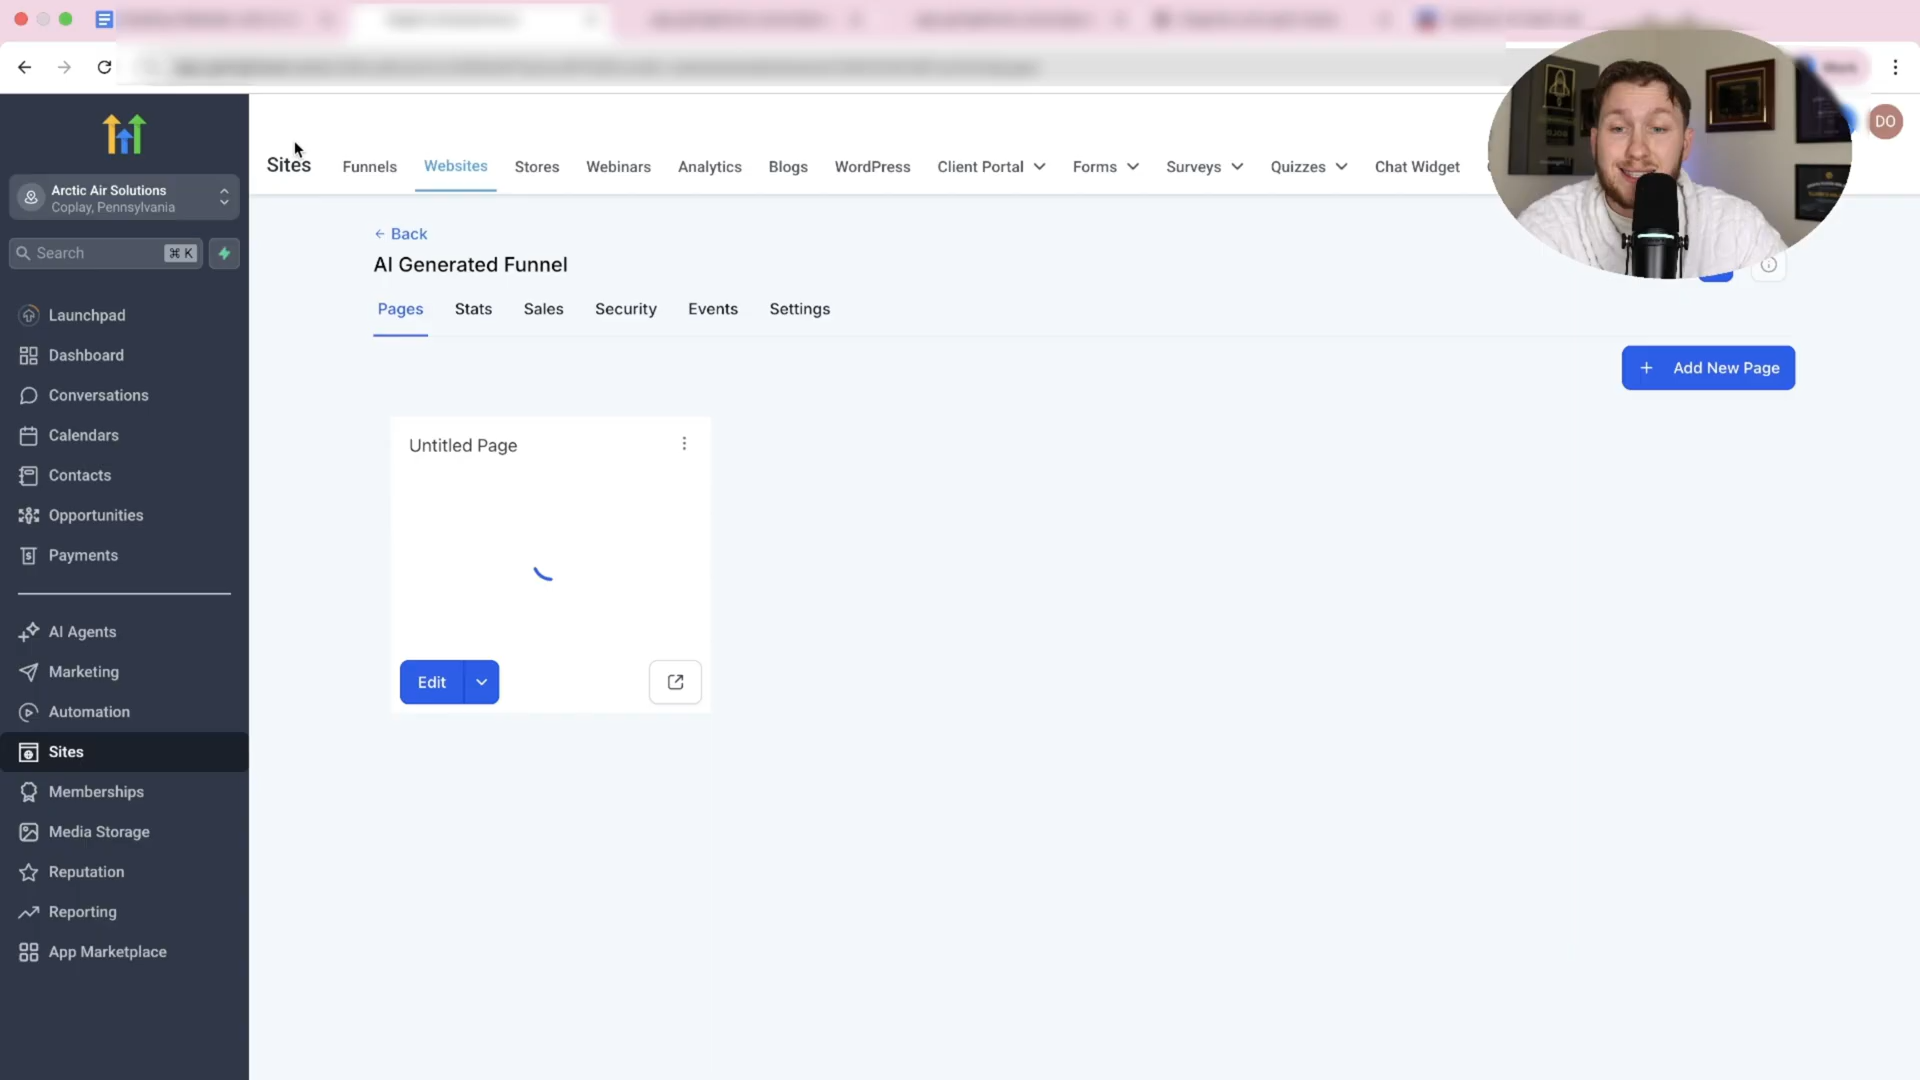 Sites
Funnels
Websites
Stores
Webinars
Analytics
Blogs
WordPress
Client Portal
Forms
Surveys
Quizzes
Chat Widget
DO
Arctic Air Solutions
Coplay, Pennsylvania
Search
⌘ K
Launchpad
Dashboard
Conversations
Calendars
Contacts
Opportunities
Payments
AI Agents
Marketing
Automation
Sites
Memberships
Media Storage
Reputation
Reporting
App Marketplace
← Back
AI Generated Funnel
Pages
Stats
Sales
Security
Events
Settings
+ Add New Page
Untitled Page
Edit